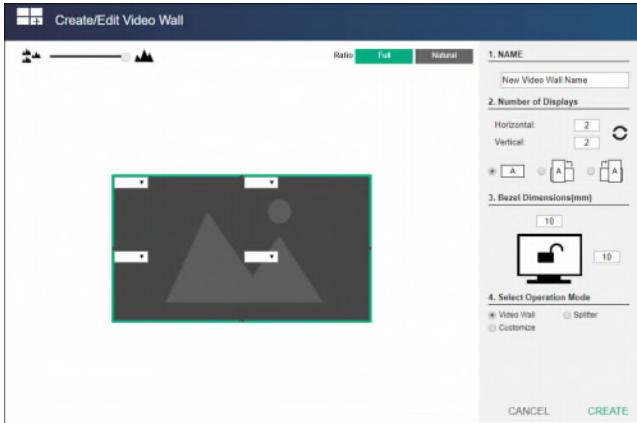 Create/Edit Video Wall
Ratio Full Natural
1. NAME
New Video Wall Name
2. Number of Displays
Horizontal: 2
Vertical: 2
A A A
3. Bezel Dimensions(mm)
10
10
4. Select Operation Mode
Video Wall Splitter
Customize
CANCEL CREATE